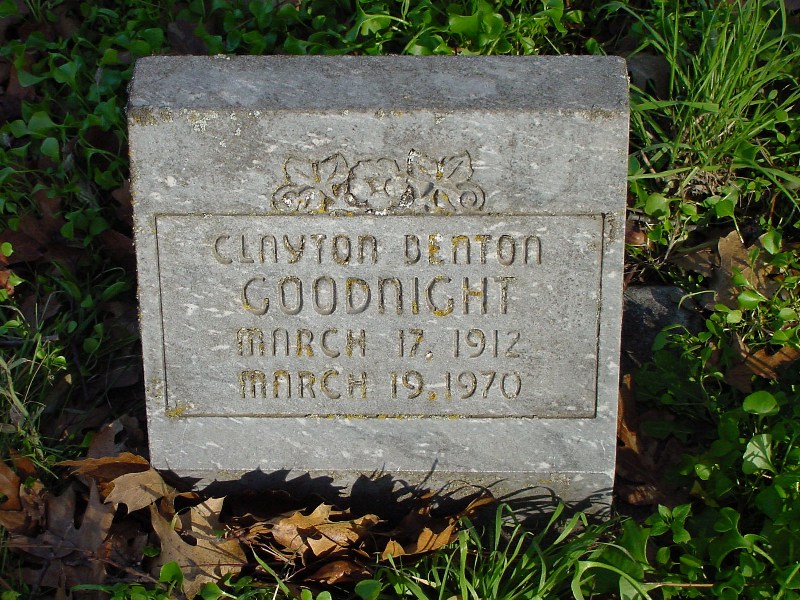 CLAYTON BENTON
GOODNIGHT
MARCH 17, 1912
MARCH 19, 1970